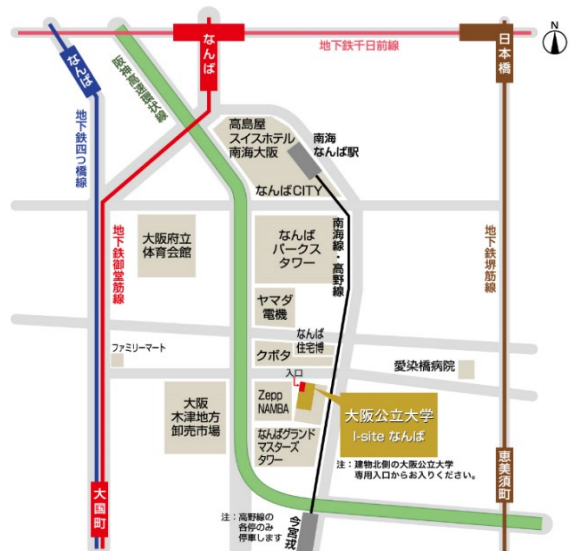 なんば
なんば
地下鉄千日前線
日本橋
N
阪神高速環状線
地下鉄四つ橋線
高島屋
スイスホテル
南海大阪
南海
なんば駅
なんばCITY
地下鉄御堂筋線
大阪府立
体育会館
なんば
パークス
タワー
南海線・高野線
地下鉄堺筋線
ヤマダ
電機
なんば
住宅博
ファミリーマート
クボタ
愛染橋病院
入口
大阪
木津地方
卸売市場
Zepp
NAMBA
大阪公立大学
I-site なんば
なんばグランド
マスターズ
タワー
注：建物北側の大阪公立大学
専用入口からお入りください。
大国町
恵美須町
注：高野線の
各停のみ
停車します
今宮戎